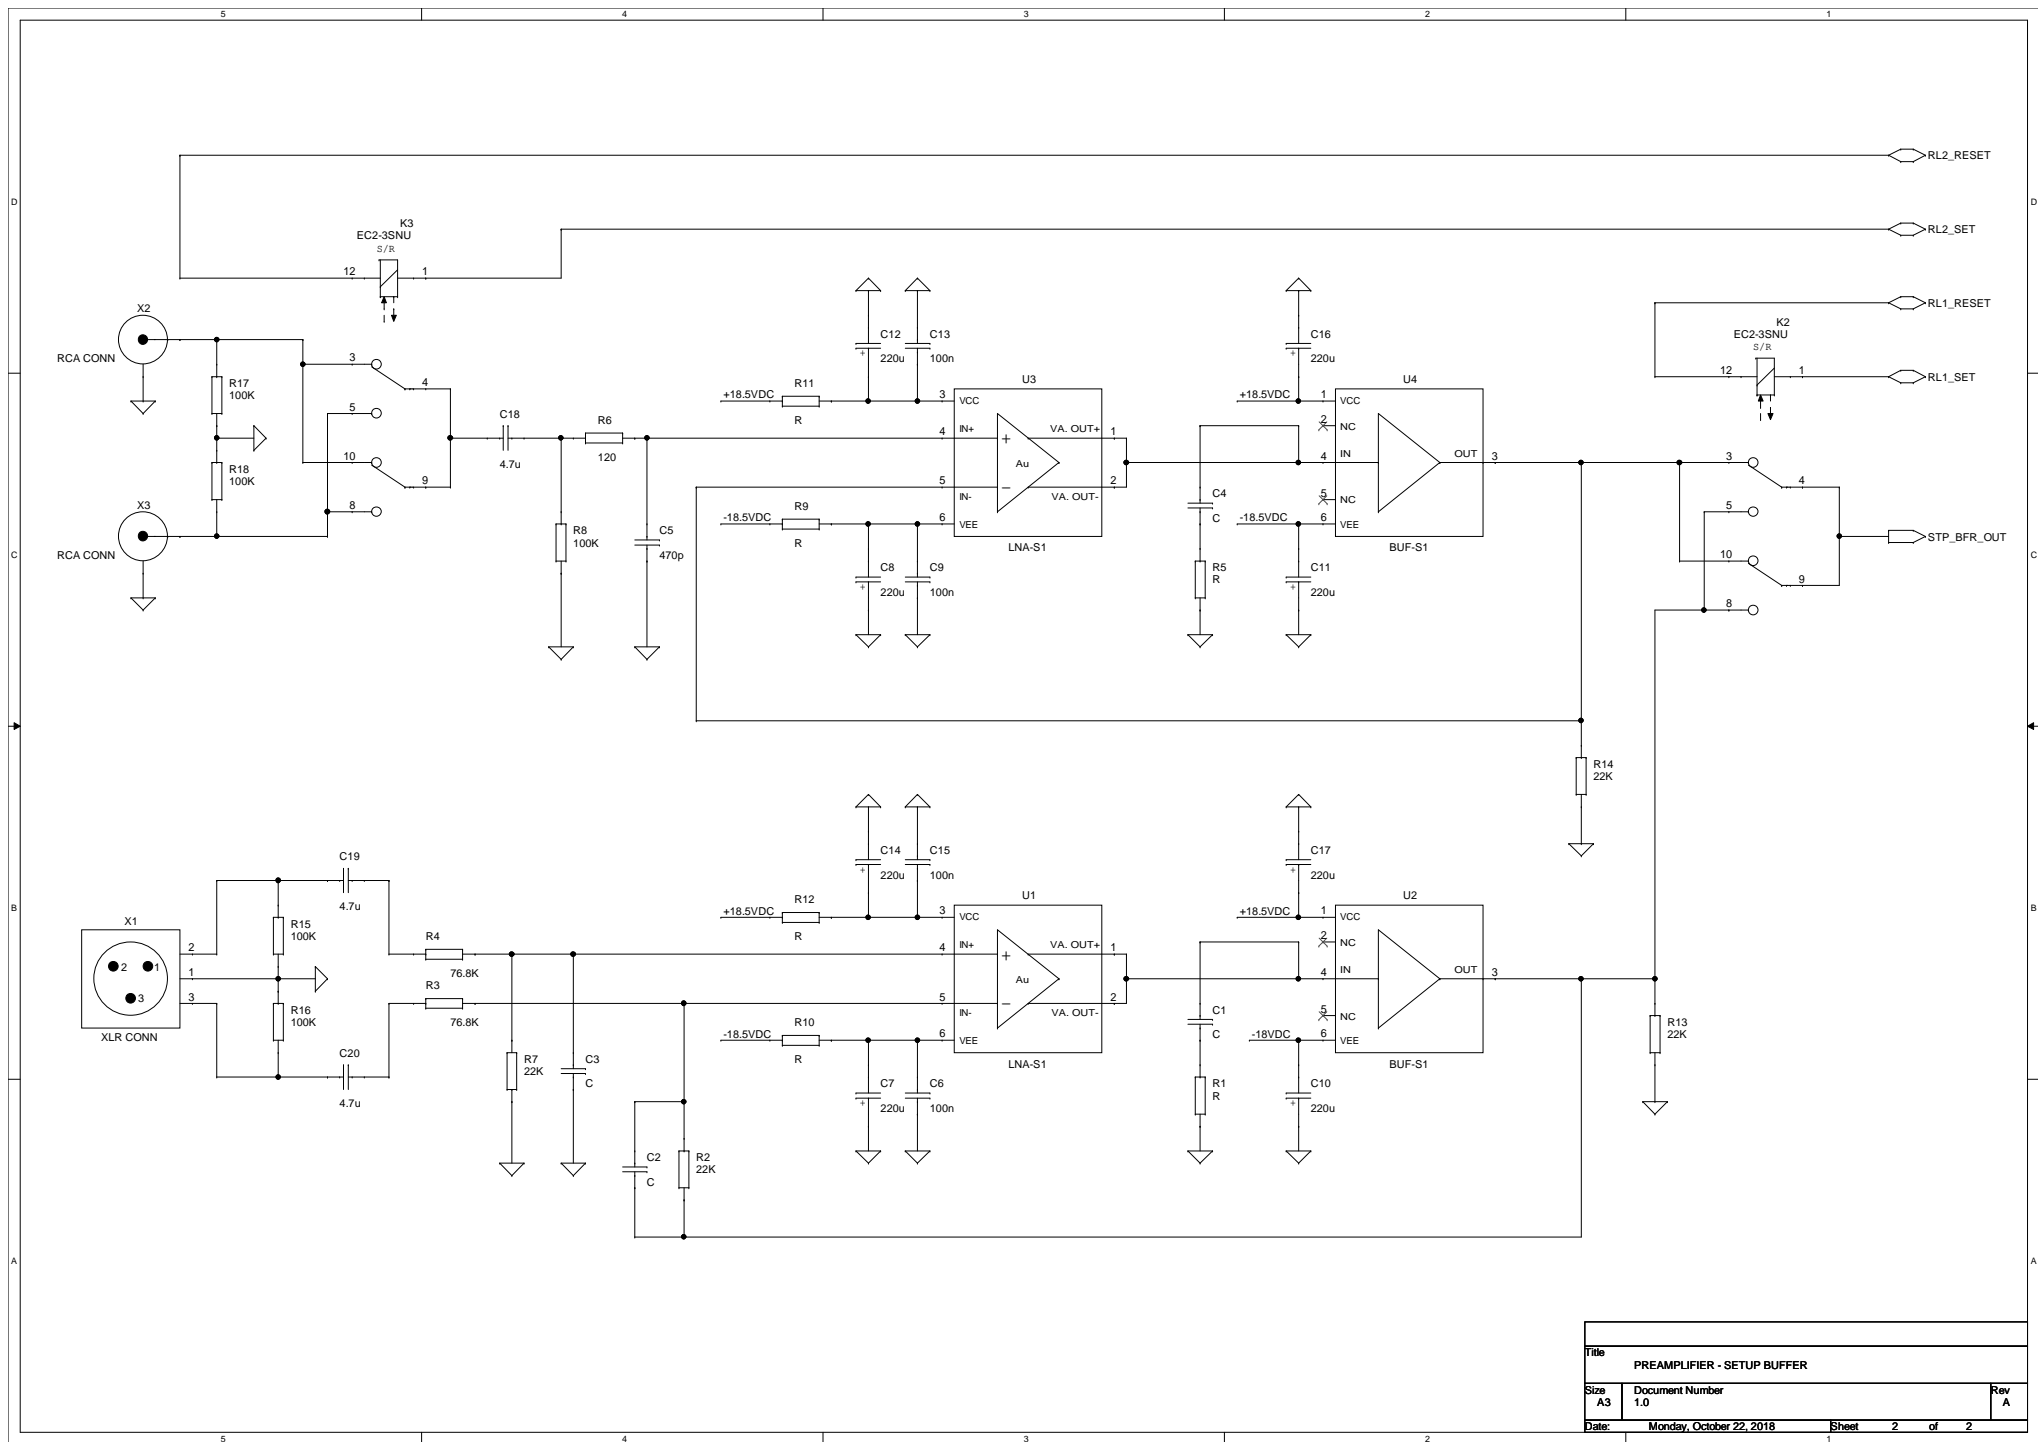 5 4 3 2 1
RL2_RESET
D D
K3
EC2-3SNU
S/R
RL2_SET
12 1
X2
RCA CONN
RL1_RESET
K2
EC2-3SNU
S/R
12 1
RL1_SET
C12
220u
+
C13
100n
C16
220u
+
R17
100K
3
4
5
R18
100K
10
9
8
X3
RCA CONN
C18
4.7u
R6
120
R8
100K
C5
470p
+18.5VDC
R11
R
U3
3 VCC
4 IN+
VA. OUT+ 1
+
Au
−
5 IN-
VA. OUT- 2
6 VEE
LNA-S1
-18.5VDC
R9
R
C8
220u
+
C9
100n
+18.5VDC
U4
1 VCC
2 NC
4 IN
OUT 3
5 NC
6 VEE
BUF-S1
C4
C
R5
R
-18.5VDC
C11
220u
+
3
4
5
10
9
8
STP_BFR_OUT
C C
R14
22K
C14
220u
+
C15
100n
C17
220u
+
B B
C19
4.7u
X1
2
1
3
2 1
3
XLR CONN
R15
100K
R16
100K
C20
4.7u
R4
76.8K
R3
76.8K
R7
22K
C3
C
C2
C
R2
22K
+18.5VDC
R12
R
U1
3 VCC
4 IN+
VA. OUT+ 1
+
Au
−
5 IN-
VA. OUT- 2
6 VEE
LNA-S1
-18.5VDC
R10
R
C7
220u
+
C6
100n
+18.5VDC
U2
1 VCC
2 NC
4 IN
OUT 3
5 NC
6 VEE
BUF-S1
C1
C
R1
R
-18VDC
C10
220u
+
R13
22K
A A
Title
PREAMPLIFIER - SETUP BUFFER
Size Document Number Rev
A3 1.0 A
Date: Monday, October 22, 2018 Sheet 2 of 2
5 4 3 2 1